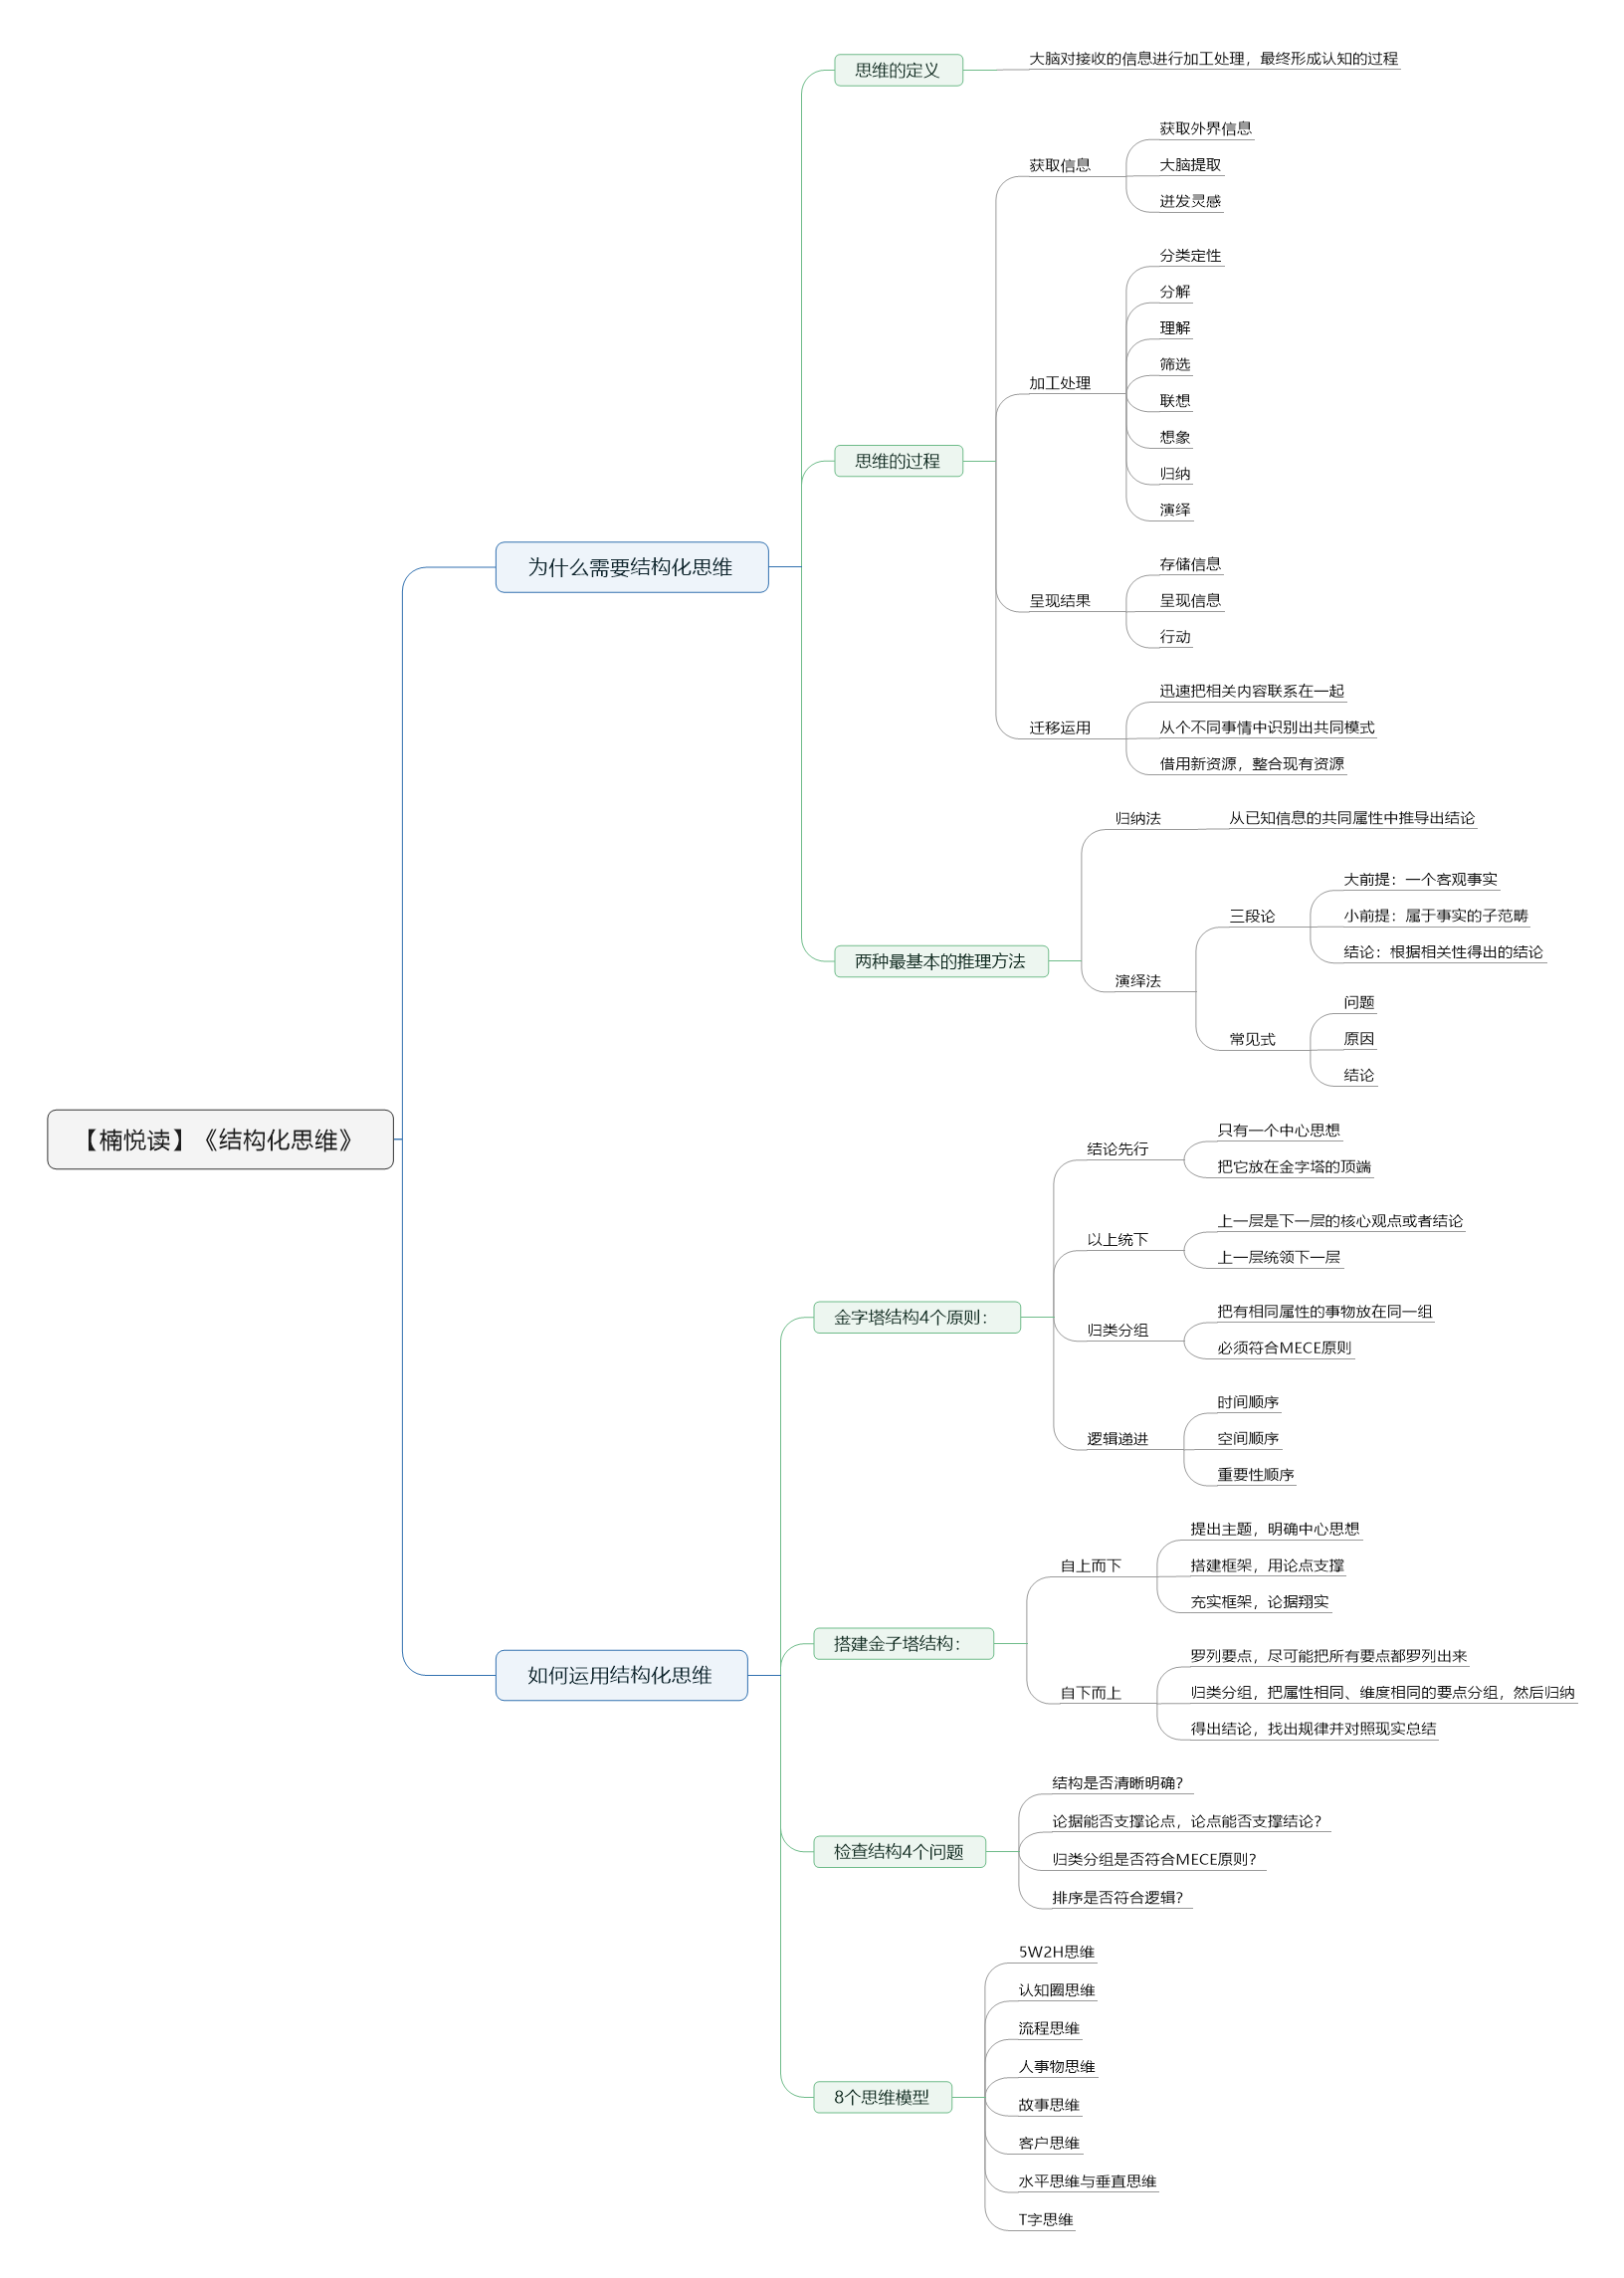 【楠悦读】《结构化思维》
为什么需要结构化思维
思维的定义
大脑对接收的信息进行加工处理，最终形成认知的过程
思维的过程
获取信息
获取外界信息
大脑提取
迸发灵感
加工处理
分类定性
分解
理解
筛选
联想
想象
归纳
演绎
呈现结果
存储信息
呈现信息
行动
迁移运用
迅速把相关内容联系在一起
从个不同事情中识别出共同模式
借用新资源，整合现有资源
两种最基本的推理方法
归纳法
从已知信息的共同属性中推导出结论
演绎法
三段论
大前提：一个客观事实
小前提：属于事实的子范畴
结论：根据相关性得出的结论
常见式
问题
原因
结论
如何运用结构化思维
金字塔结构4个原则：
结论先行
只有一个中心思想
把它放在金字塔的顶端
以上统下
上一层是下一层的核心观点或者结论
上一层统领下一层
归类分组
把有相同属性的事物放在同一组
必须符合MECE原则
逻辑递进
时间顺序
空间顺序
重要性顺序
搭建金子塔结构：
自上而下
提出主题，明确中心思想
搭建框架，用论点支撑
充实框架，论据翔实
自下而上
罗列要点，尽可能把所有要点都罗列出来
归类分组，把属性相同、维度相同的要点分组，然后归纳
得出结论，找出规律并对照现实总结
检查结构4个问题
结构是否清晰明确？
论据能否支撑论点，论点能否支撑结论？
归类分组是否符合MECE原则？
排序是否符合逻辑？
8个思维模型
5W2H思维
认知圈思维
流程思维
人事物思维
故事思维
客户思维
水平思维与垂直思维
T字思维